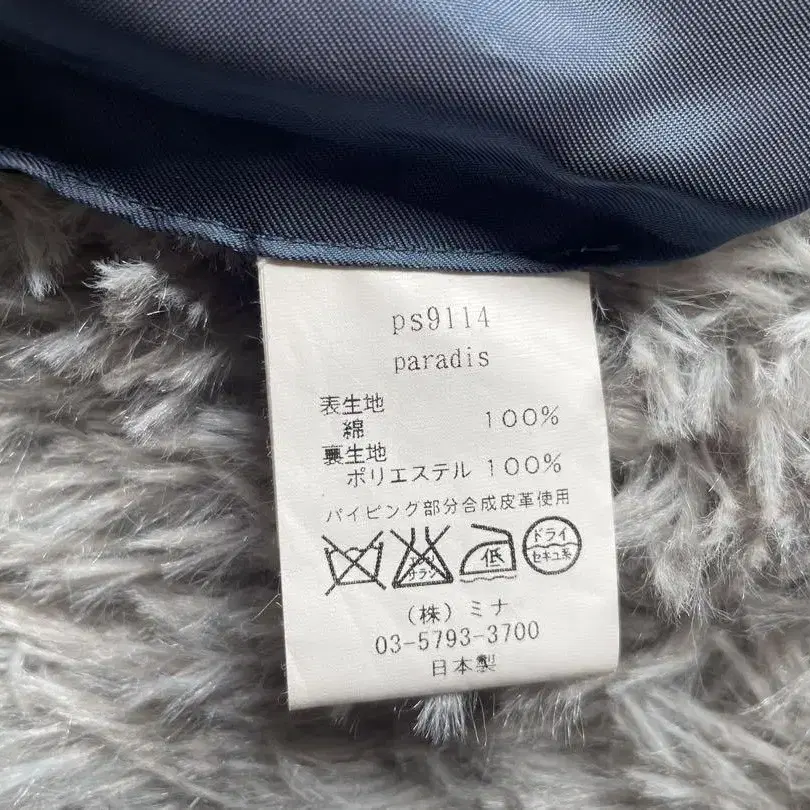 ps9114
paradis
表生地
綿 100%
裏生地
ポリエステル 100%
パイピング部分合成皮革使用
低
ドライ
セキユ系
(株)ミナ
03-5793-3700
日本製